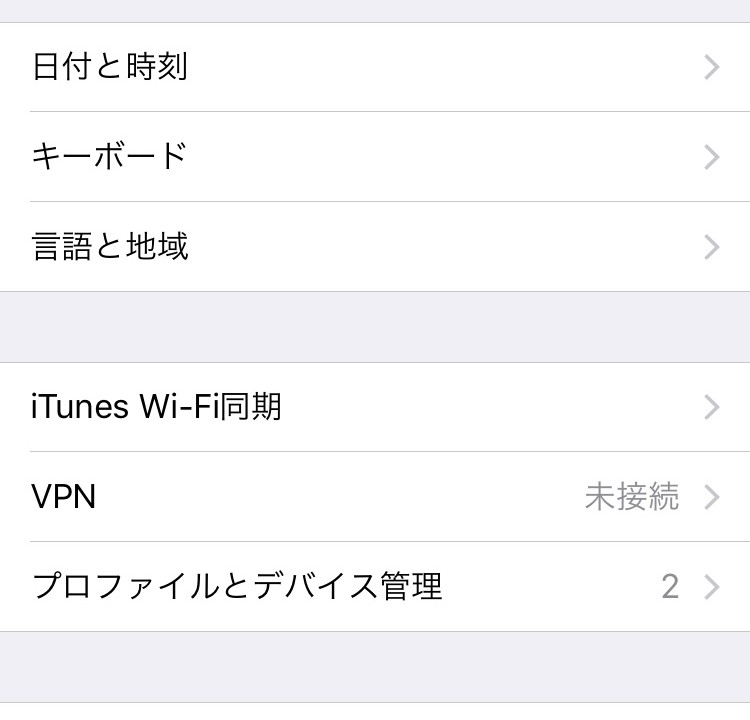 日付と時刻
キーボード
言語と地域
iTunes Wi-Fi同期
VPN 未接続
プロファイルとデバイス管理 2